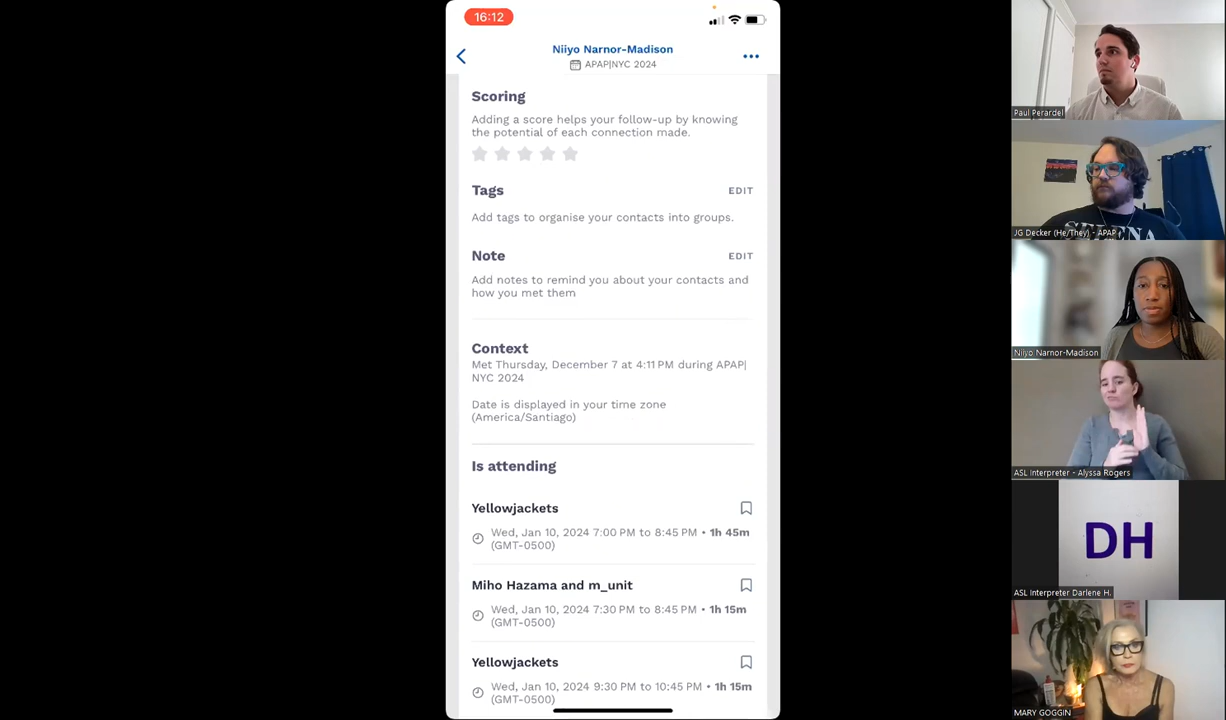 16:12
Niiyo Narnor-Madison
APAP|NYC 2024
Scoring
Adding a score helps your follow-up by knowing
the potential of each connection made.
Tags
EDIT
Add tags to organise your contacts into groups.
Note
EDIT
Add notes to remind you about your contacts and
how you met them
Context
Met Thursday, December 7 at 4:11 PM during APAP|
NYC 2024
Date is displayed in your time zone
(America/Santiago)
Is attending
Yellowjackets
Wed, Jan 10, 2024 7:00 PM to 8:45 PM • 1h 45m
(GMT-0500)
Miho Hazama and m_unit
Wed, Jan 10, 2024 7:30 PM to 8:45 PM • 1h 15m
(GMT-0500)
Yellowjackets
Wed, Jan 10, 2024 9:30 PM to 10:45 PM • 1h 15m
(GMT-0500)
Paul Perardel
JG Decker (He/They) - APAP
Niiyo Narnor-Madison
ASL Interpreter - Alyssa Rogers
DH
ASL Interpreter Darlene H.
MARY GOGGIN